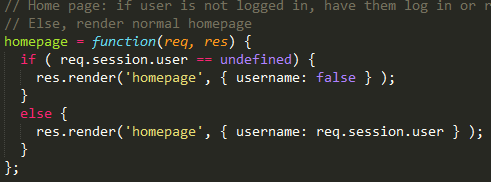 // Home page: if user is not logged in, have them log in or r
// Else, render normal homepage
homepage = function(req, res) {
  if ( req.session.user == undefined) {
    res.render('homepage', { username: false } );
  }
  else {
    res.render('homepage', { username: req.session.user } );
  }
};